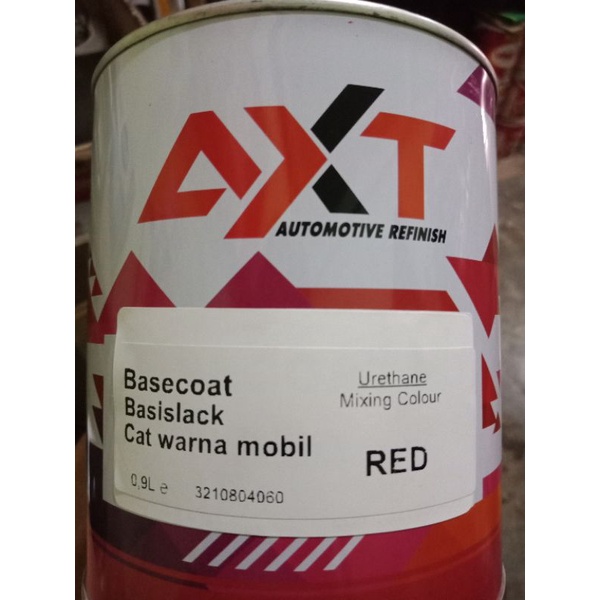 AXT
AUTOMOTIVE REFINISH
Basecoat
Basislack
Cat warna mobil
0,9L e
3210804060
Urethane
Mixing Colour
RED